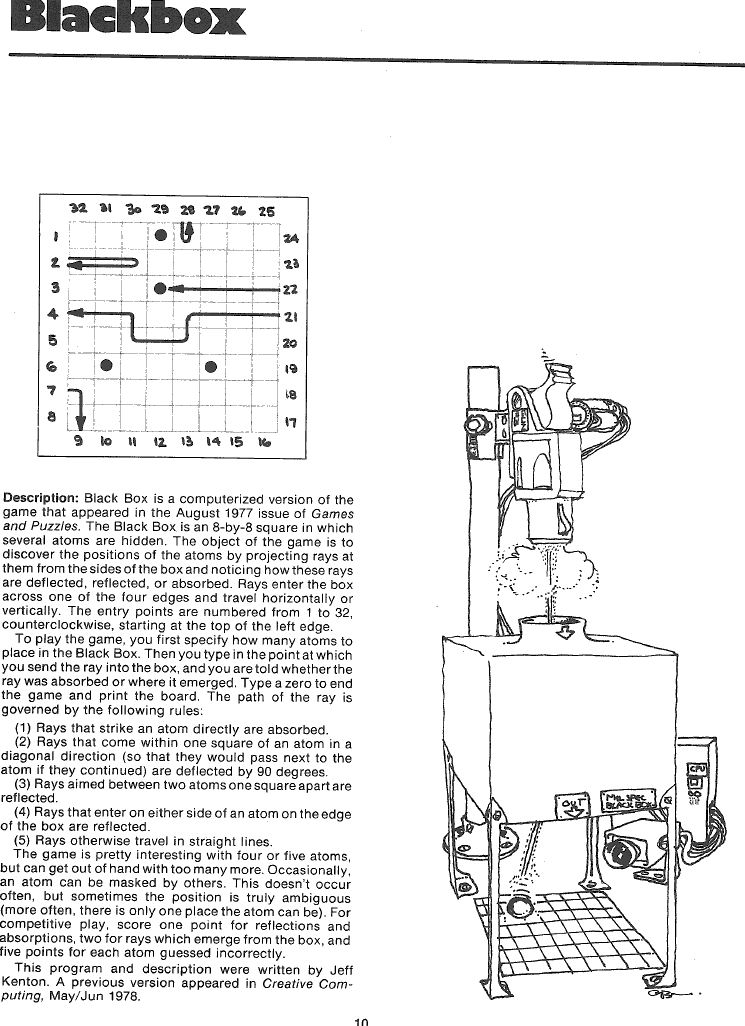 Blackbox
32 31 30 29 28 27 26 25
1 24
2 23
3 22
4 21
5 20
6 19
7 18
8 17
9 10 11 12 13 14 15 16
Description: Black Box is a computerized version of the
game that appeared in the August 1977 issue of Games
and Puzzles. The Black Box is an 8-by-8 square in which
several atoms are hidden. The object of the game is to
discover the positions of the atoms by projecting rays at
them from the sides of the box and noticing how these rays
are deflected, reflected, or absorbed. Rays enter the box
across one of the four edges and travel horizontally or
vertically. The entry points are numbered from 1 to 32,
counterclockwise, starting at the top of the left edge.
To play the game, you first specify how many atoms to
place in the Black Box. Then you type in the point at which
you send the ray into the box, and you are told whether the
ray was absorbed or where it emerged. Type a zero to end
the game and print the board. The path of the ray is
governed by the following rules:
(1) Rays that strike an atom directly are absorbed.
(2) Rays that come within one square of an atom in a
diagonal direction (so that they would pass next to the
atom if they continued) are deflected by 90 degrees.
(3) Rays aimed between two atoms one square apart are
reflected.
(4) Rays that enter on either side of an atom on the edge
of the box are reflected.
(5) Rays otherwise travel in straight lines.
The game is pretty interesting with four or five atoms,
but can get out of hand with too many more. Occasionally,
an atom can be masked by others. This doesn't occur
often, but sometimes the position is truly ambiguous
(more often, there is only one place the atom can be). For
competitive play, score one point for reflections and
absorptions, two for rays which emerge from the box, and
five points for each atom guessed incorrectly.
This program and description were written by Jeff
Kenton. A previous version appeared in Creative Com-
puting, May/Jun 1978.
OUT
MIL SPEC
BLACK BOX
CPU
10